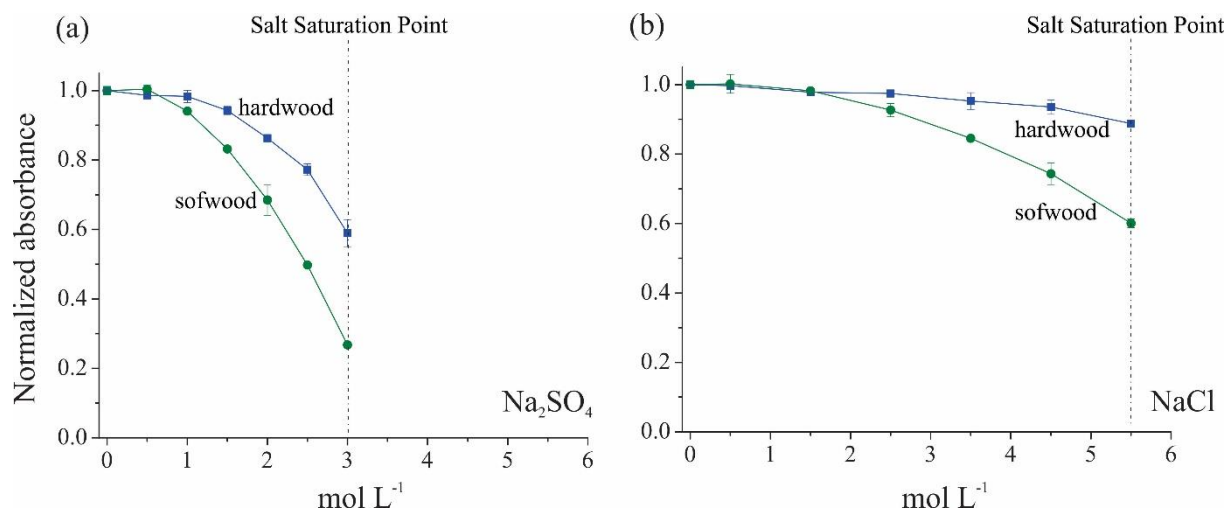 (a)
Salt Saturation Point
1.0
0.8
0.6
0.4
0.2
0.0
Normalized absorbance
hardwood
sofwood
Na₂SO₄
0 1 2 3 4 5 6
mol L⁻¹
(b)
Salt Saturation Point
1.0
0.8
0.6
0.4
0.2
0.0
hardwood
sofwood
NaCl
0 1 2 3 4 5 6
mol L⁻¹